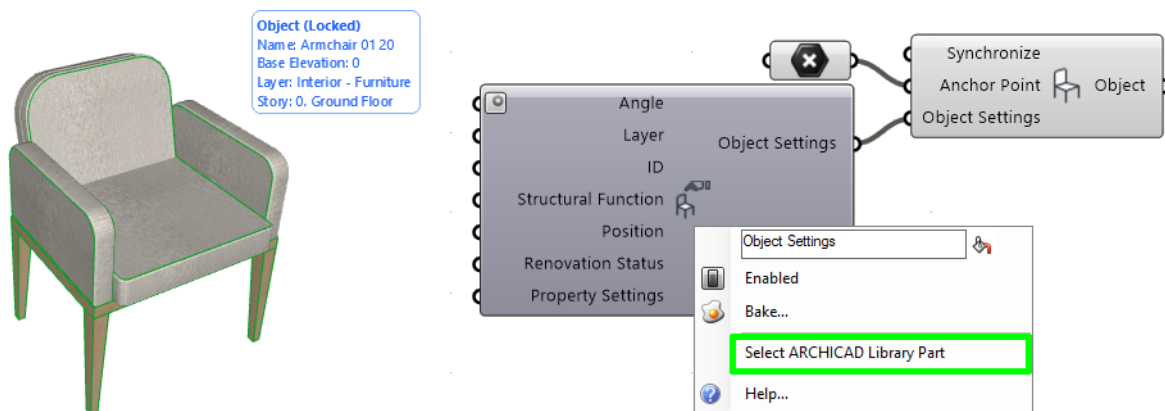 Object (Locked)
Name: Armchair 01 20
Base Elevation: 0
Layer: Interior - Furniture
Story: 0. Ground Floor
Angle
Layer
ID
Structural Function
Position
Renovation Status
Property Settings
Object Settings
Synchronize
Anchor Point
Object Settings
Object
Object Settings
Enabled
Bake...
Select ARCHICAD Library Part
Help...